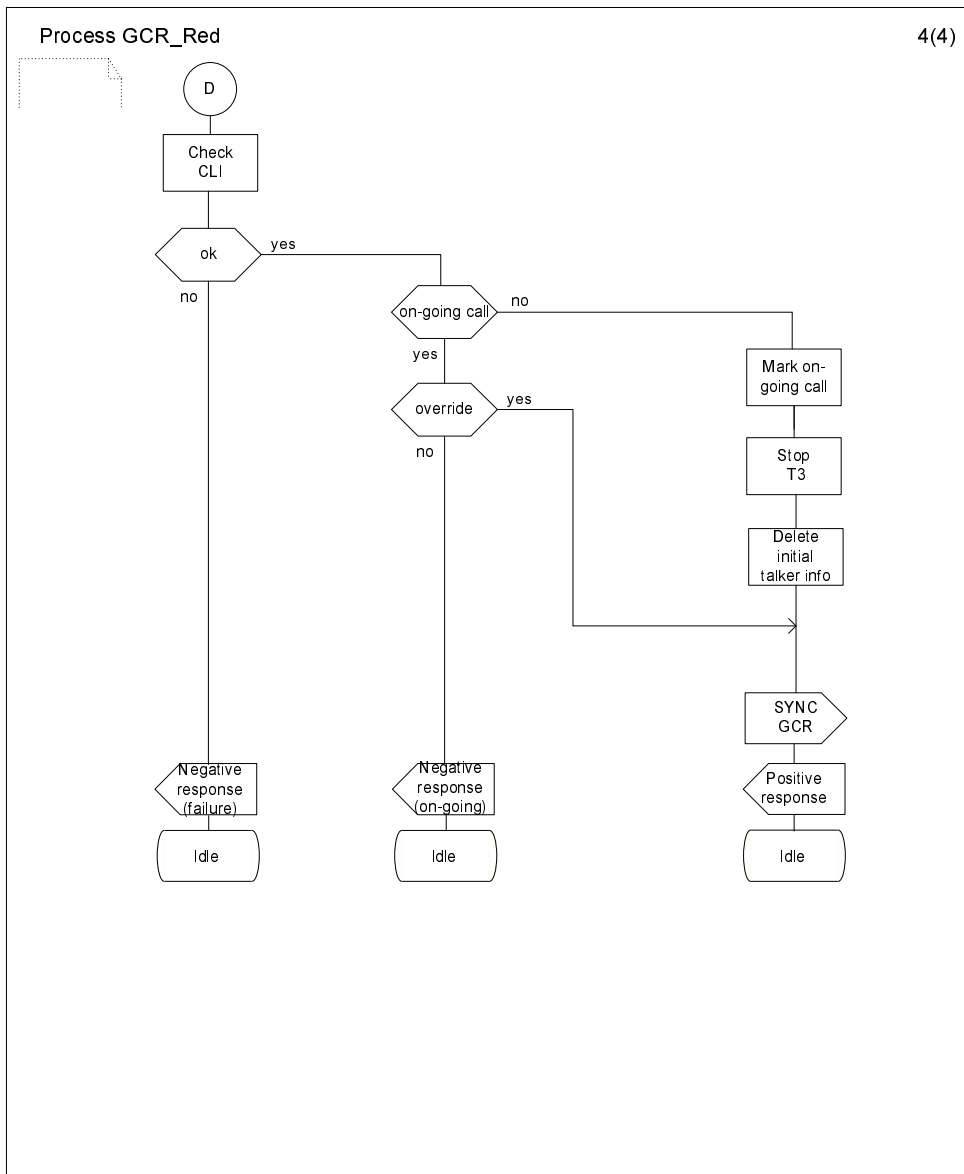 Process GCR_Red
4(4)
D
Check
CLI
ok
yes
no
on-going call
no
yes
Mark on-
going call
override
yes
no
Stop
T3
Delete
initial
talker info
SYNC
GCR
Negative
response
(failure)
Negative
response
(on-going)
Positive
response
Idle
Idle
Idle